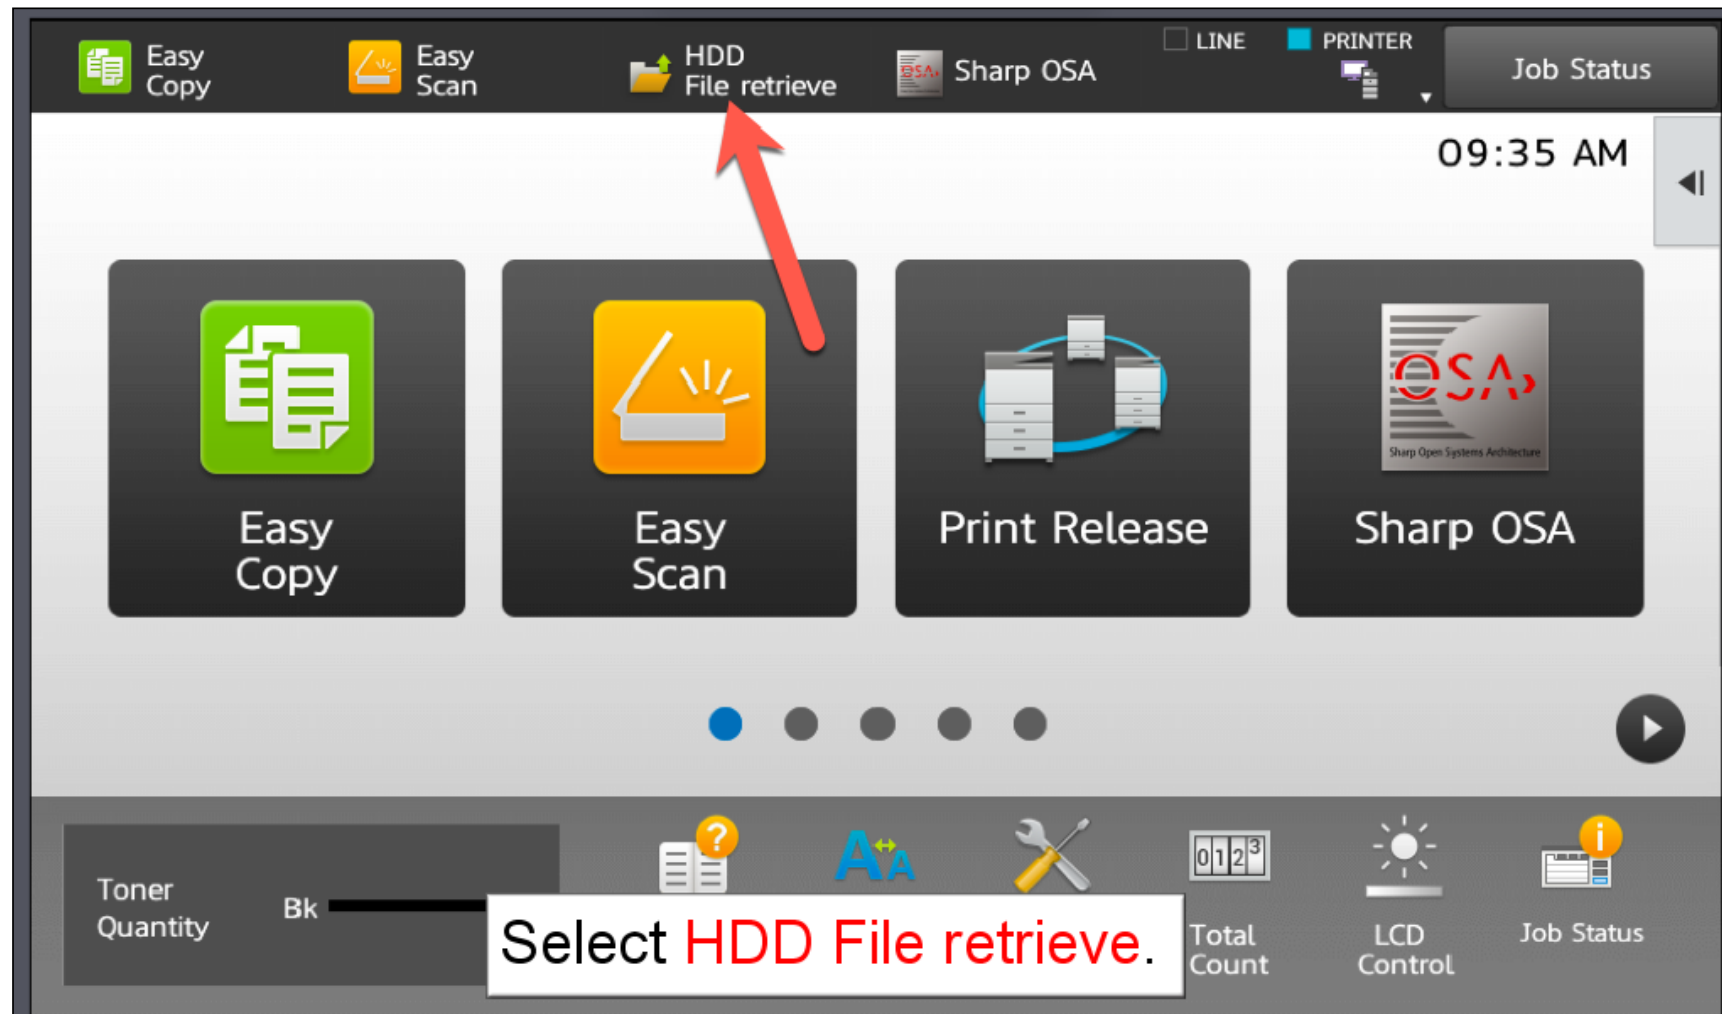 Easy
Copy
Easy
Scan
HDD
File retrieve
OSA
Sharp OSA
LINE
PRINTER
Job Status
09:35 AM
Easy
Copy
Easy
Scan
Print Release
OSA
Sharp Open Systems Architecture
Sharp OSA
Toner
Quantity
Bk
?
A A
0123
i
Total
Count
LCD
Control
Job Status
Select HDD File retrieve.